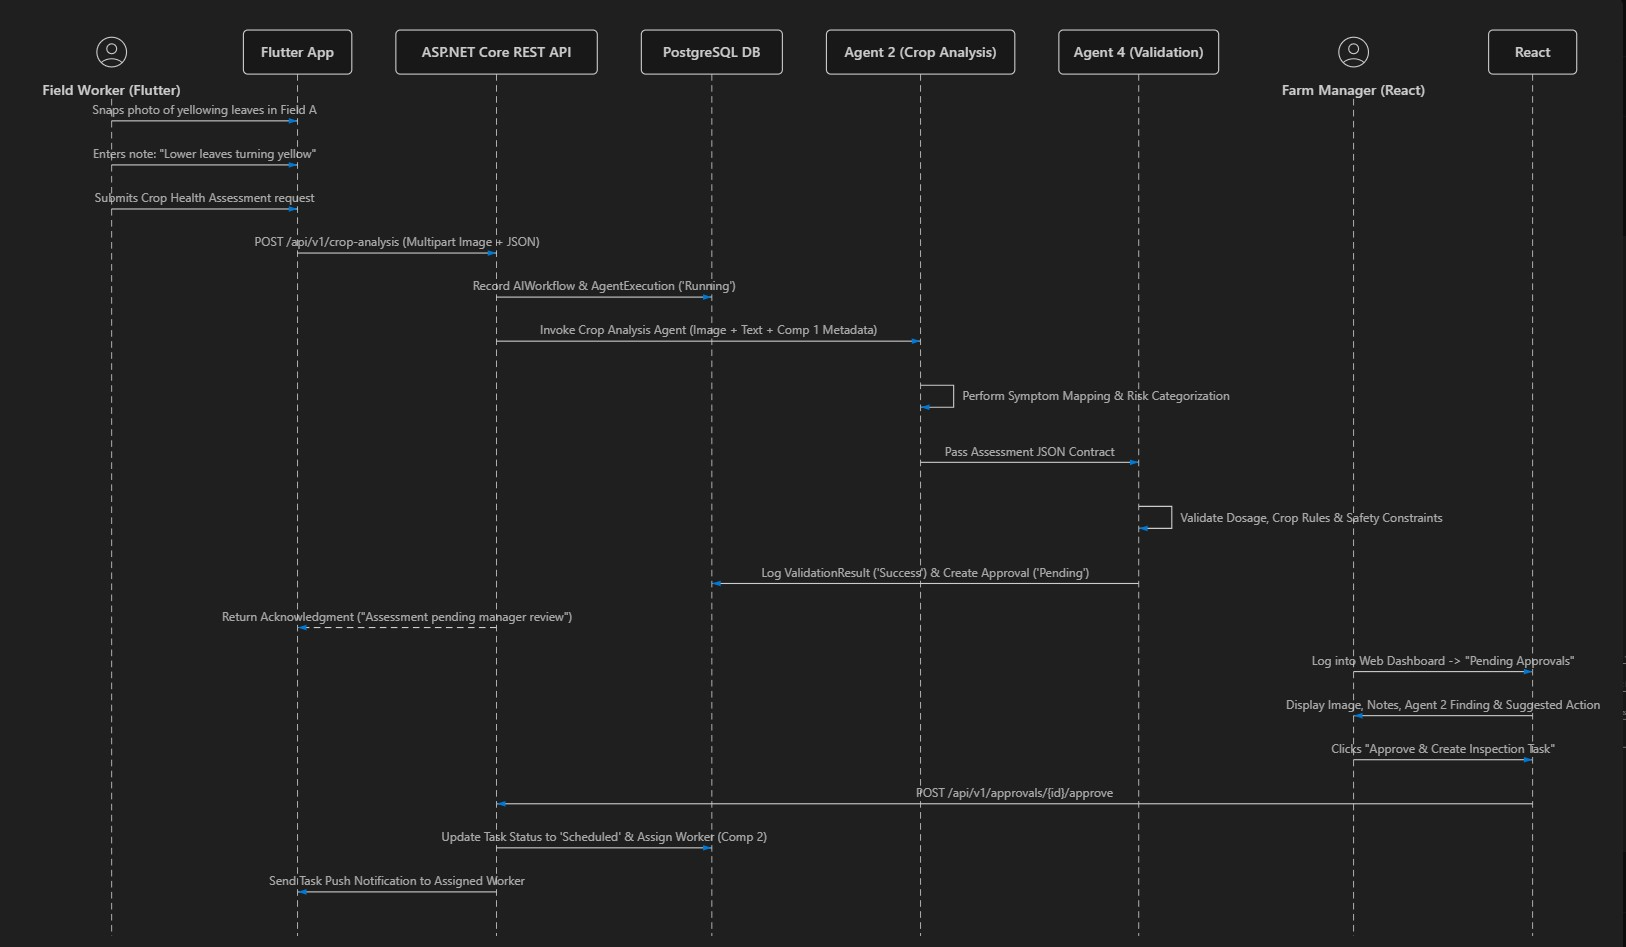 Flutter App
ASP.NET Core REST API
PostgreSQL DB
Agent 2 (Crop Analysis)
Agent 4 (Validation)
React
Field Worker (Flutter)
Farm Manager (React)
Snaps photo of yellowing leaves in Field A
Enters note: "Lower leaves turning yellow"
Submits Crop Health Assessment request
POST /api/v1/crop-analysis (Multipart Image + JSON)
Record AIWorkflow & AgentExecution ('Running')
Invoke Crop Analysis Agent (Image + Text + Comp 1 Metadata)
Perform Symptom Mapping & Risk Categorization
Pass Assessment JSON Contract
Validate Dosage, Crop Rules & Safety Constraints
Log ValidationResult ('Success') & Create Approval ('Pending')
Return Acknowledgment ("Assessment pending manager review")
Log into Web Dashboard -> "Pending Approvals"
Display Image, Notes, Agent 2 Finding & Suggested Action
Clicks "Approve & Create Inspection Task"
POST /api/v1/approvals/{id}/approve
Update Task Status to 'Scheduled' & Assign Worker (Comp 2)
Send Task Push Notification to Assigned Worker